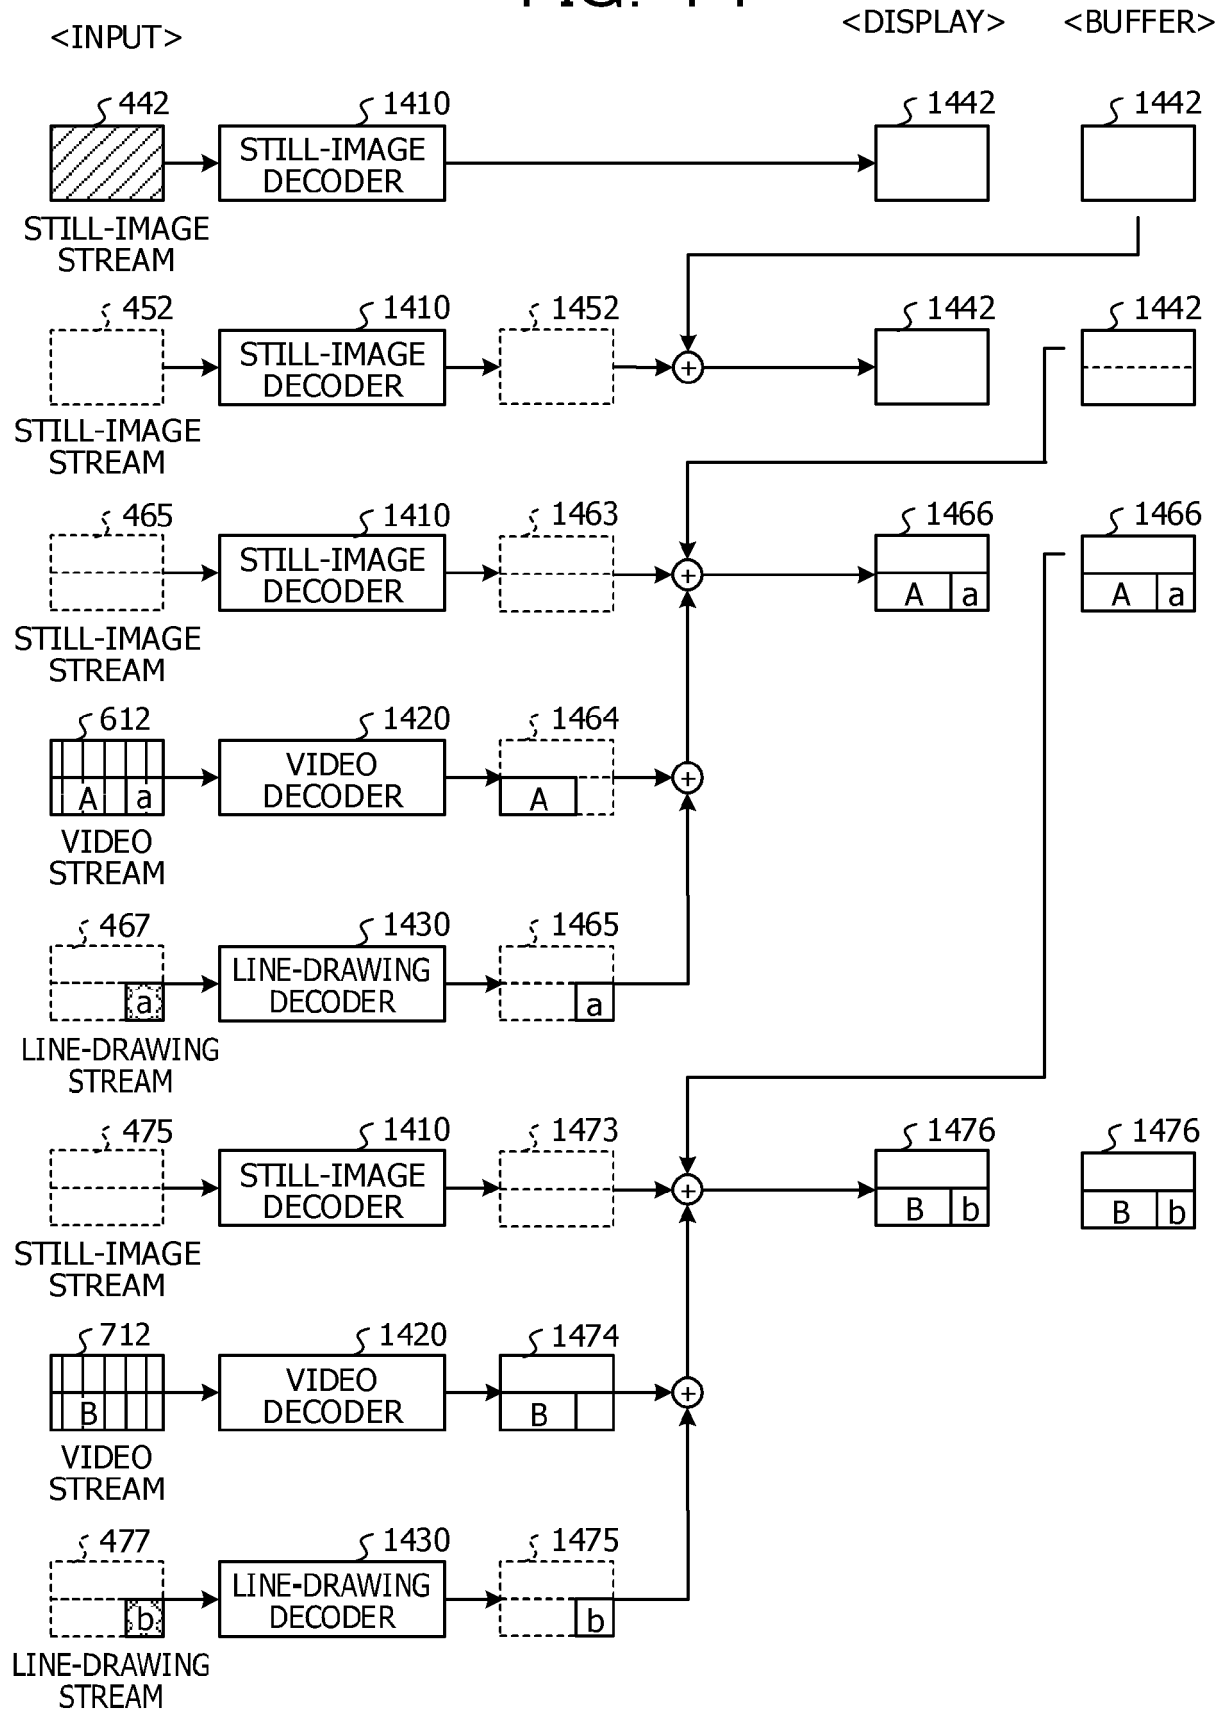 <INPUT>
<DISPLAY>
<BUFFER>
442
1410
1442
1442
STILL-IMAGE
DECODER
STILL-IMAGE
STREAM
452
1410
1452
1442
1442
STILL-IMAGE
DECODER
+
STILL-IMAGE
STREAM
465
1410
1463
1466
1466
STILL-IMAGE
DECODER
+
A a
A a
STILL-IMAGE
STREAM
612
1420
1464
VIDEO
DECODER
+
A a
A
VIDEO
STREAM
467
1430
1465
LINE-DRAWING
DECODER
a
a
LINE-DRAWING
STREAM
475
1410
1473
1476
1476
STILL-IMAGE
DECODER
+
B b
B b
STILL-IMAGE
STREAM
712
1420
1474
VIDEO
DECODER
+
B
B
VIDEO
STREAM
477
1430
1475
LINE-DRAWING
DECODER
b
b
LINE-DRAWING
STREAM